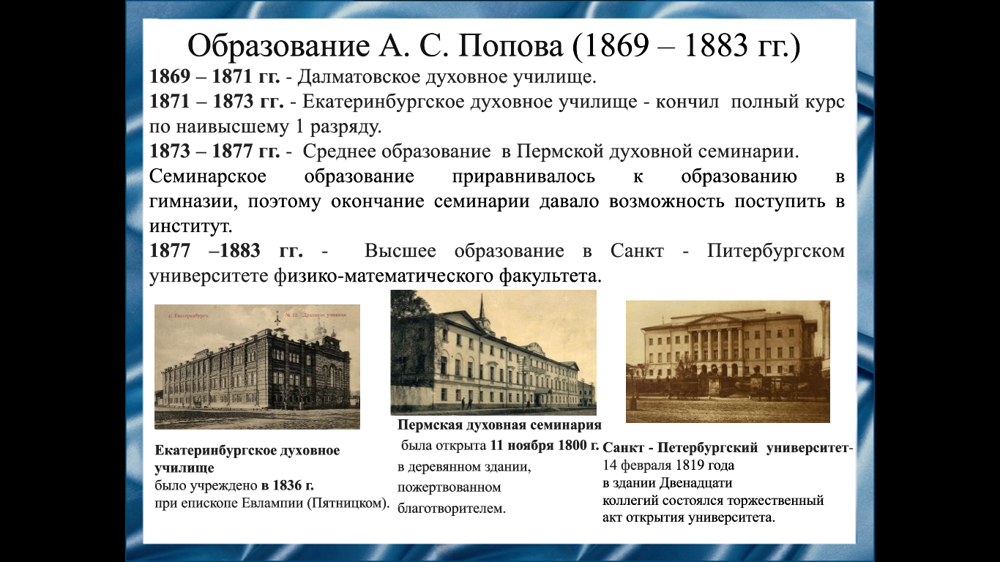 Образование А. С. Попова (1869 – 1883 гг.)
1869 – 1871 гг. - Далматовское духовное училище.
1871 – 1873 гг. - Екатеринбургское духовное училище - кончил полный курс
по наивысшему 1 разряду.
1873 – 1877 гг. - Среднее образование в Пермской духовной семинарии.
Семинарское образование приравнивалось к образованию в
гимназии, поэтому окончание семинарии давало возможность поступить в
институт.
1877 –1883 гг. - Высшее образование в Санкт - Питербургском
университете физико-математического факультета.
г. Екатеринбургъ
№ 12. Духовное училище
Екатеринбургское духовное
училище
было учреждено в 1836 г.
при епископе Евлампии (Пятницком).
Пермская духовная семинария
была открыта 11 ноября 1800 г.
в деревянном здании,
пожертвованном
благотворителем.
Санкт - Петербургский университет-
14 февраля 1819 года
в здании Двенадцати
коллегий состоялся торжественный
акт открытия университета.